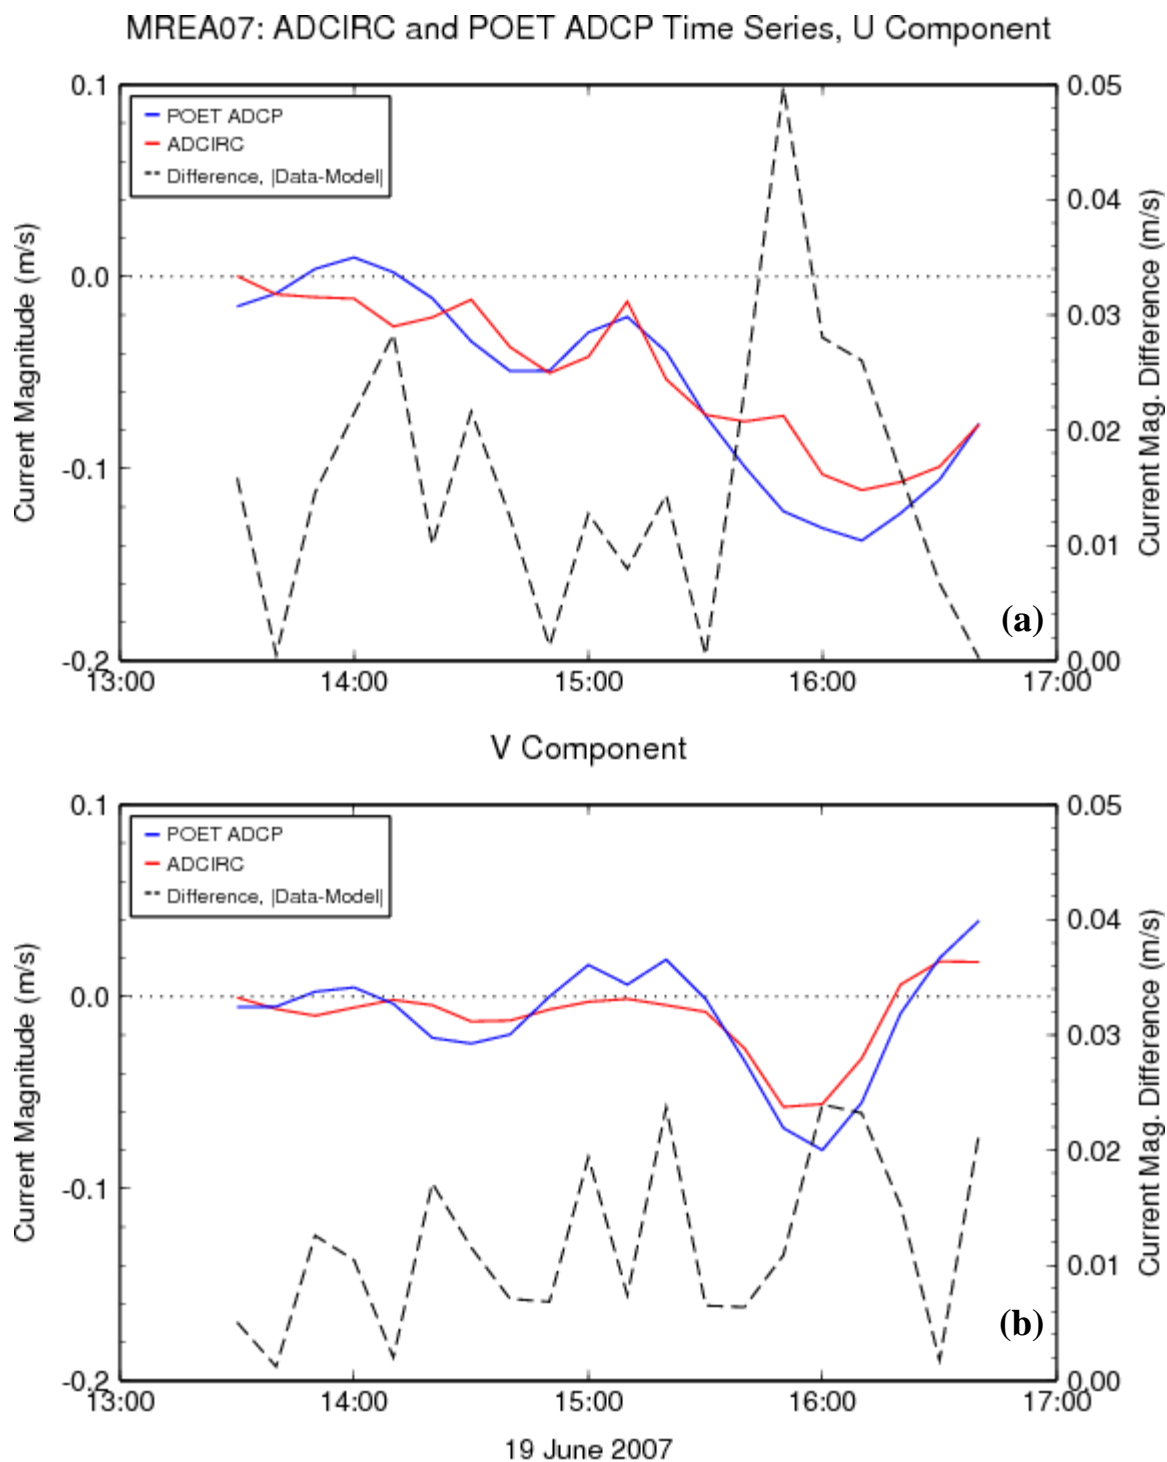 MREA07: ADCIRC and POET ADCP Time Series, U Component
0.1
0.0
-0.1
-0.2
Current Magnitude (m/s)
POET ADCP
ADCIRC
Difference, |Data-Model|
0.05
0.04
0.03
0.02
0.01
0.00
Current Mag. Difference (m/s)
(a)
13:00 14:00 15:00 16:00 17:00
V Component
0.1
0.0
-0.1
-0.2
Current Magnitude (m/s)
POET ADCP
ADCIRC
Difference, |Data-Model|
0.05
0.04
0.03
0.02
0.01
0.00
Current Mag. Difference (m/s)
(b)
13:00 14:00 15:00 16:00 17:00
19 June 2007